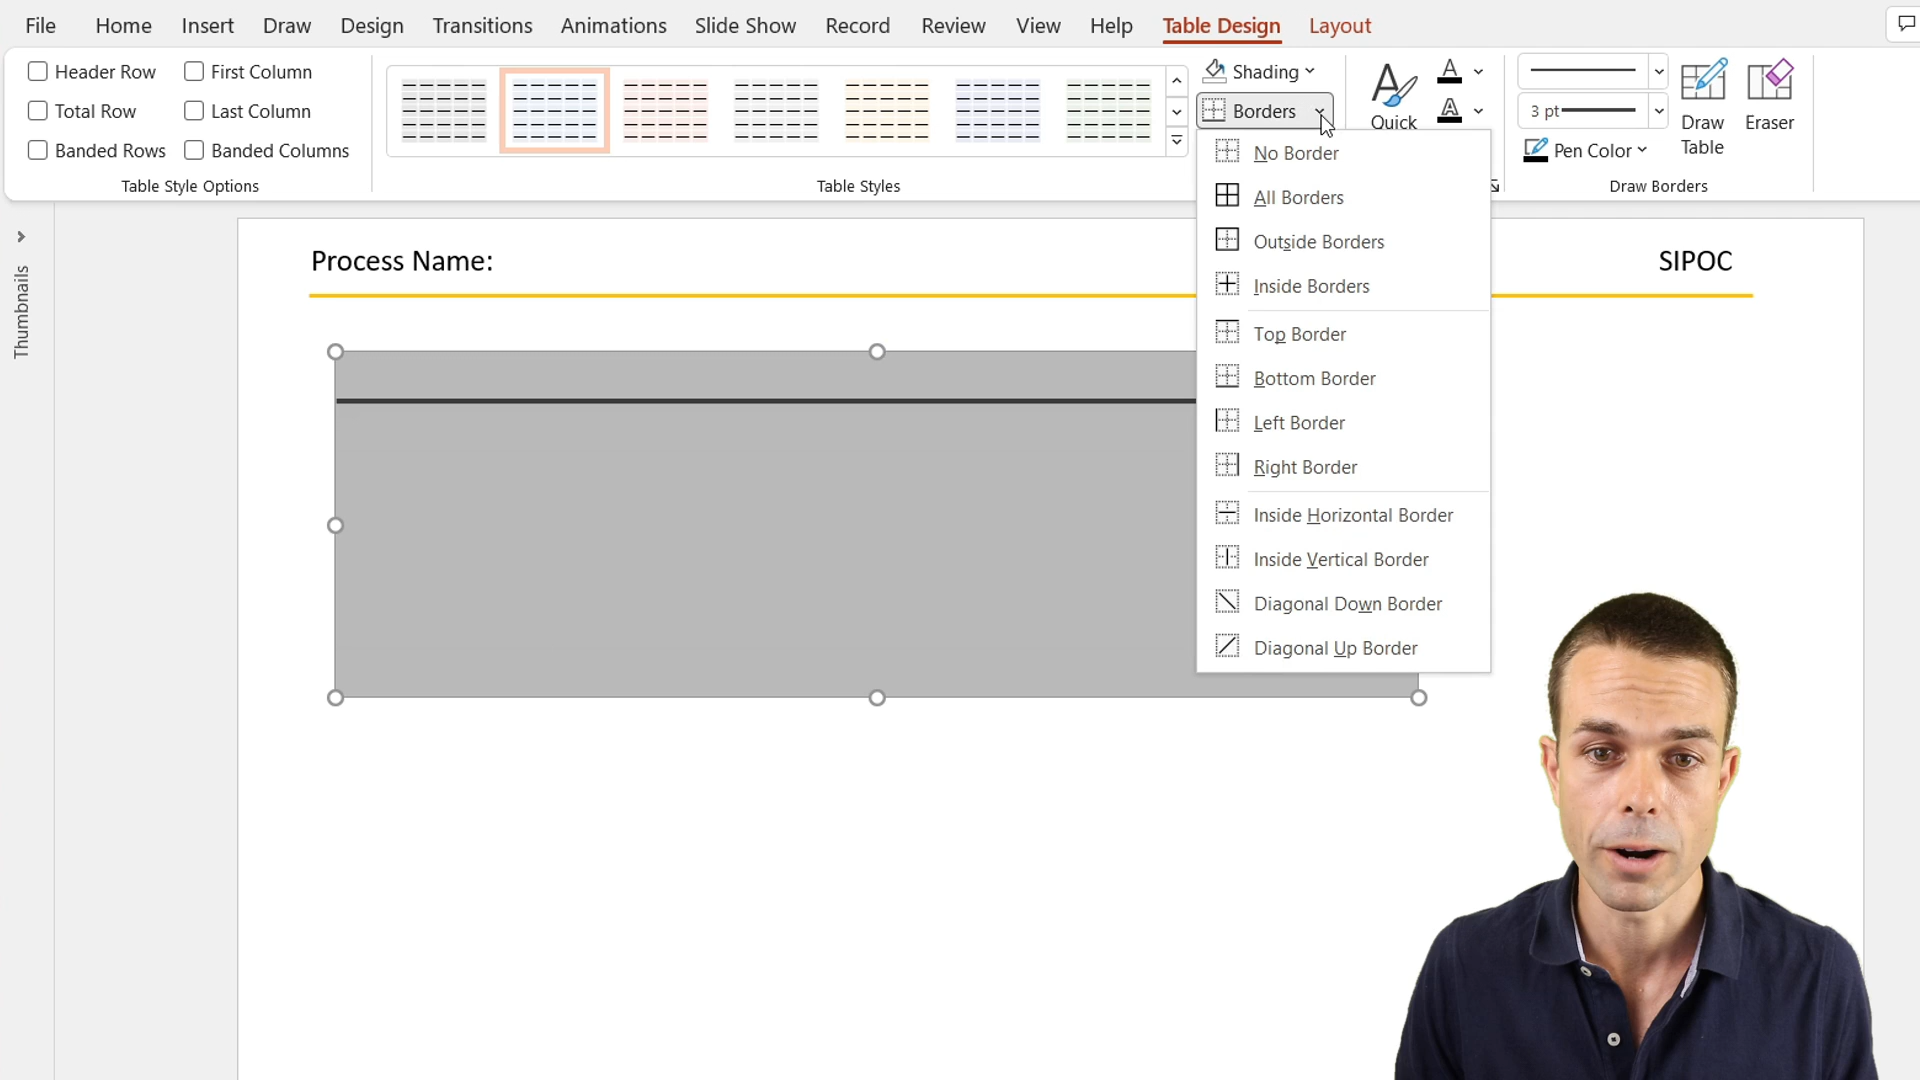 File Home Insert Draw Design Transitions Animations Slide Show Record Review View Help Table Design Layout
Header Row First Column
Total Row Last Column
Banded Rows Banded Columns
Table Style Options
Table Styles
Shading
Borders
Quick
3 pt
Pen Color
Draw Table
Eraser
Draw Borders
No Border
All Borders
Outside Borders
Inside Borders
Top Border
Bottom Border
Left Border
Right Border
Inside Horizontal Border
Inside Vertical Border
Diagonal Down Border
Diagonal Up Border
Thumbnails
Process Name:
SIPOC